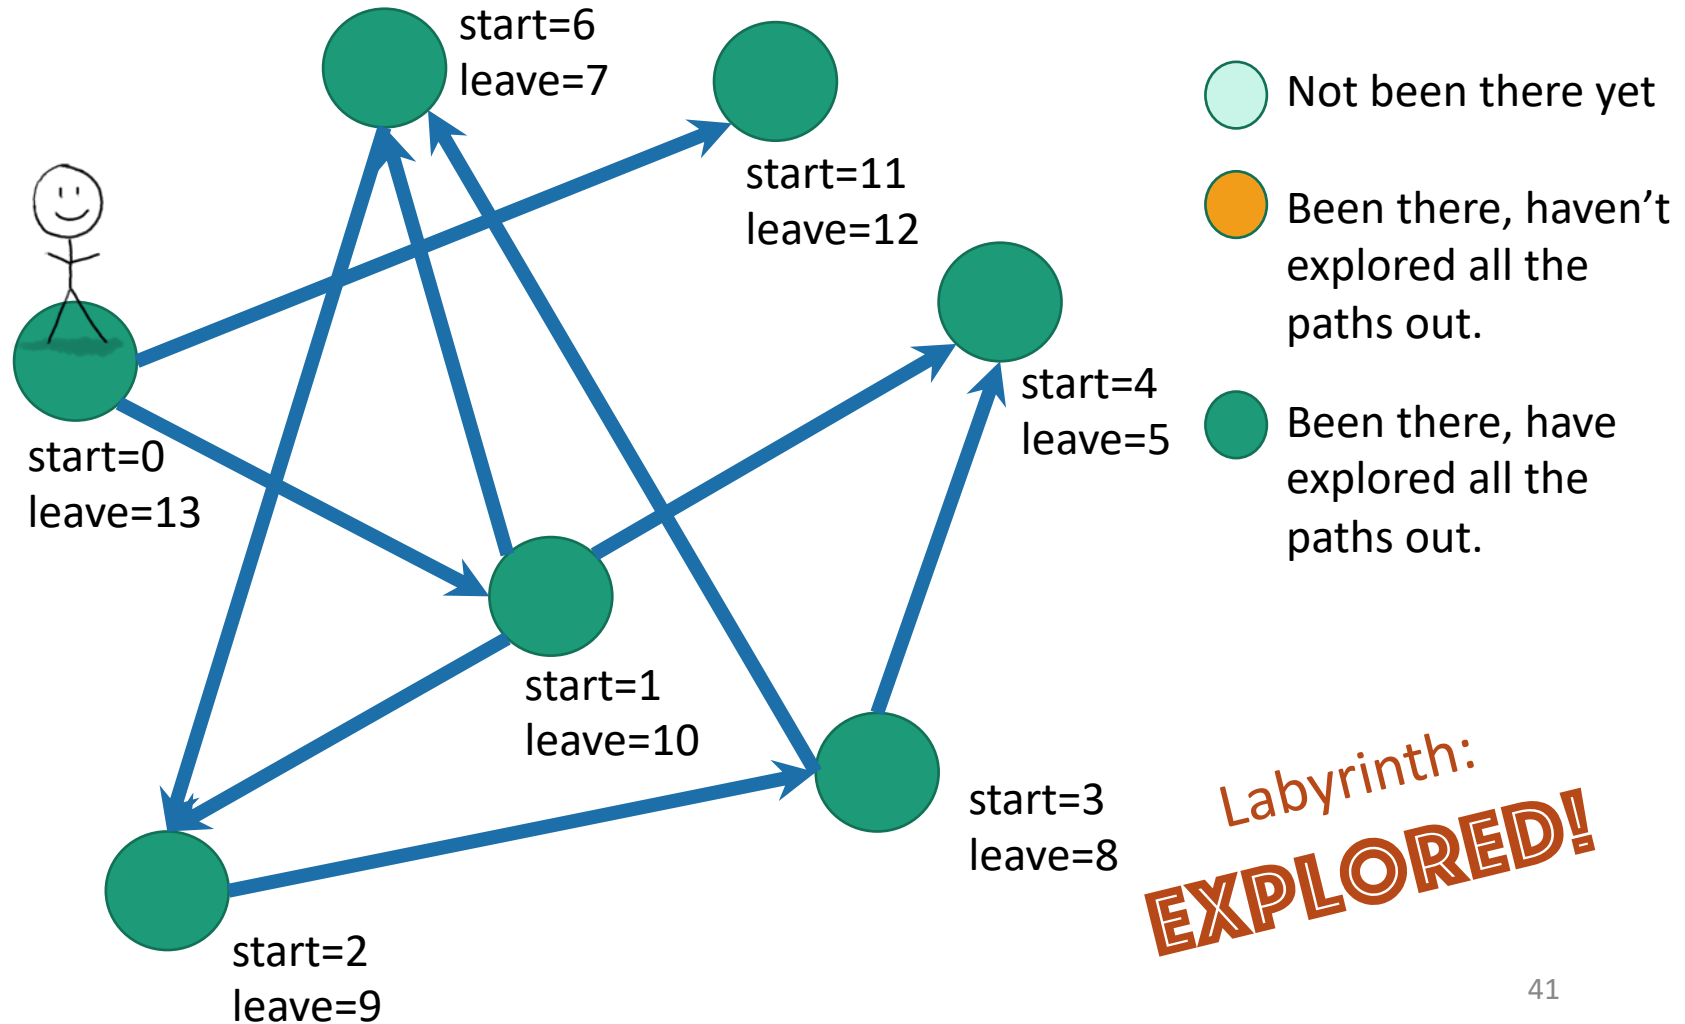 start=6
leave=7
start=11
leave=12
start=4
leave=5
start=0
leave=13
start=1
leave=10
start=3
leave=8
start=2
leave=9
Not been there yet
Been there, haven’t
explored all the
paths out.
Been there, have
explored all the
paths out.
Labyrinth:
EXPLORED!
41